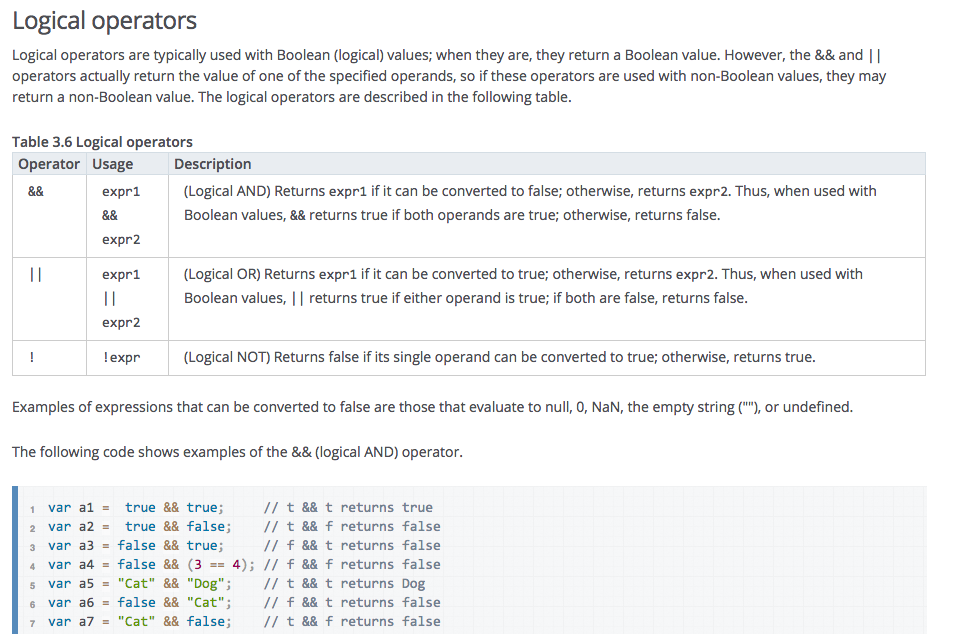 Logical operators
Logical operators are typically used with Boolean (logical) values; when they are, they return a Boolean value. However, the && and ||
operators actually return the value of one of the specified operands, so if these operators are used with non-Boolean values, they may
return a non-Boolean value. The logical operators are described in the following table.
Table 3.6 Logical operators
Operator Usage Description
&& expr1 (Logical AND) Returns expr1 if it can be converted to false; otherwise, returns expr2. Thus, when used with
&& Boolean values, && returns true if both operands are true; otherwise, returns false.
expr2
|| expr1 (Logical OR) Returns expr1 if it can be converted to true; otherwise, returns expr2. Thus, when used with
|| Boolean values, || returns true if either operand is true; if both are false, returns false.
expr2
! !expr (Logical NOT) Returns false if its single operand can be converted to true; otherwise, returns true.
Examples of expressions that can be converted to false are those that evaluate to null, 0, NaN, the empty string (""), or undefined.
The following code shows examples of the && (logical AND) operator.
1 var a1 =  true && true;     // t && t returns true
2 var a2 =  true && false;    // t && f returns false
3 var a3 = false && true;     // f && t returns false
4 var a4 = false && (3 == 4); // f && f returns false
5 var a5 = "Cat" && "Dog";    // t && t returns Dog
6 var a6 = false && "Cat";    // f && t returns false
7 var a7 = "Cat" && false;    // t && f returns false